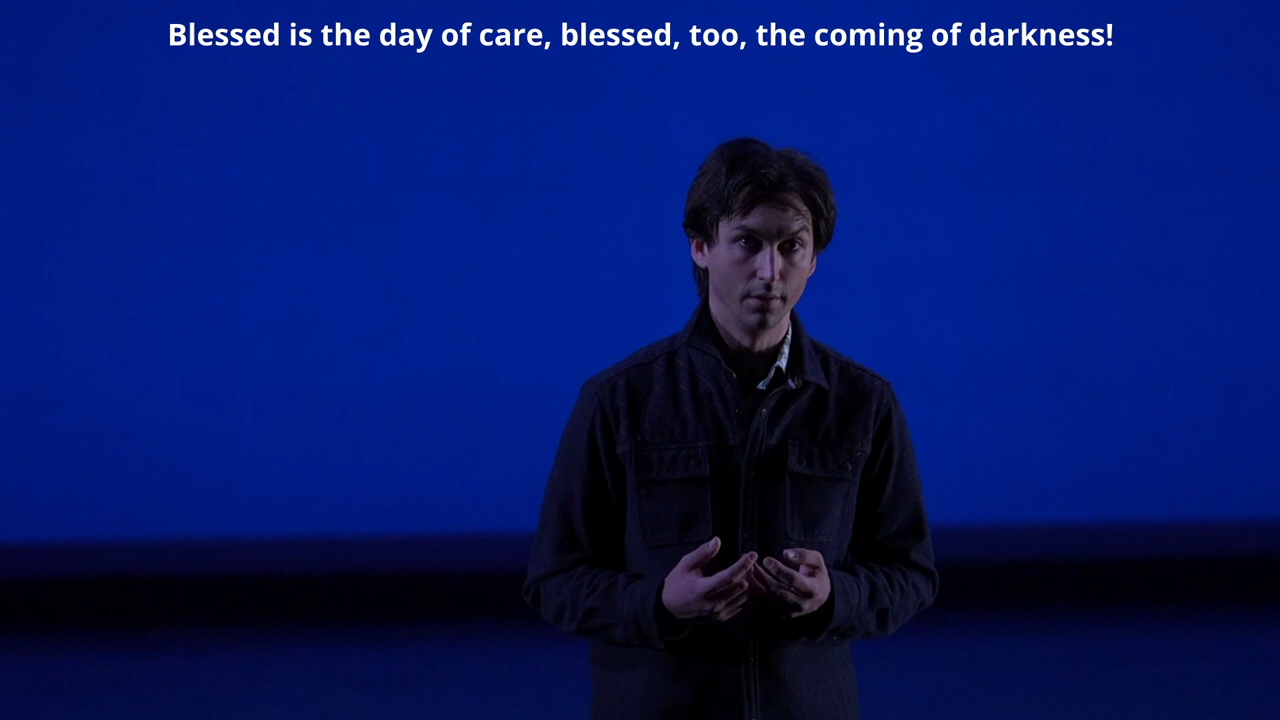 Blessed is the day of care, blessed, too, the coming of darkness!